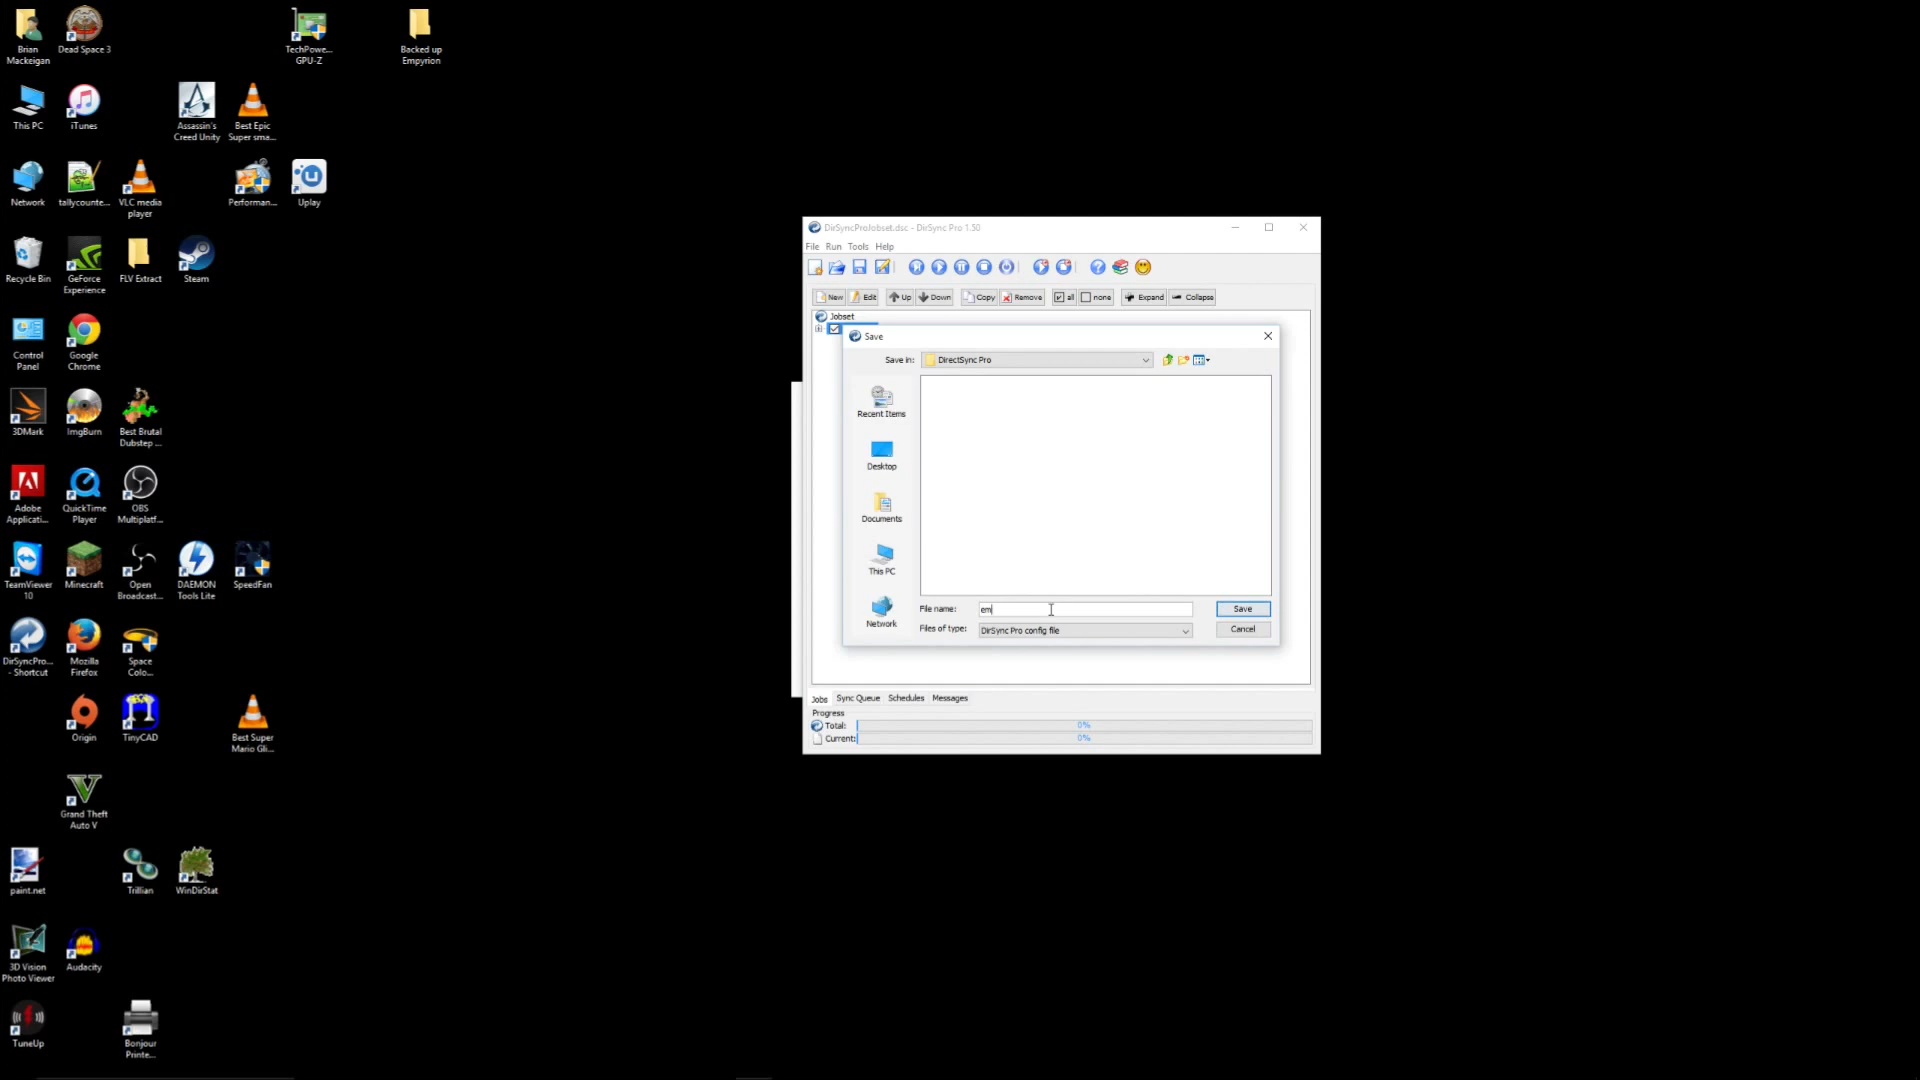 Brian
Mackeigan
Dead Space 3
TechPowe...
GPU-Z
Backed up
Empyrion
This PC
iTunes
Assassin's
Creed Unity
Best Epic
Super sma...
Network
tallycounte...
VLC media
player
Performan...
Uplay
Recycle Bin
GeForce
Experience
FLV Extract
Steam
Control
Panel
Google
Chrome
3DMark
ImgBurn
Best Brutal
Dubstep ...
Adobe
Applicati...
QuickTime
Player
OBS
Multiplatf...
TeamViewer
10
Minecraft
Open
Broadcast...
DAEMON
Tools Lite
SpeedFan
DirSyncPro...
- Shortcut
Mozilla
Firefox
Space
Colo...
Origin
TinyCAD
Best Super
Mario Gli...
Grand Theft
Auto V
paint.net
Trillian
WinDirStat
3D Vision
Photo Viewer
Audacity
TuneUp
Bonjour
Printe...
DirSyncProJobset.dsc - DirSync Pro 1.50
File Run Tools Help
New Edit Up Down Copy Remove all none Expand Collapse
Jobset
Save
Save in: DirectSync Pro
Recent Items
Desktop
Documents
This PC
Network
File name: em Save
Files of type: DirSync Pro config file Cancel
Jobs Sync Queue Schedules Messages
Progress
Total: 0%
Current: 0%